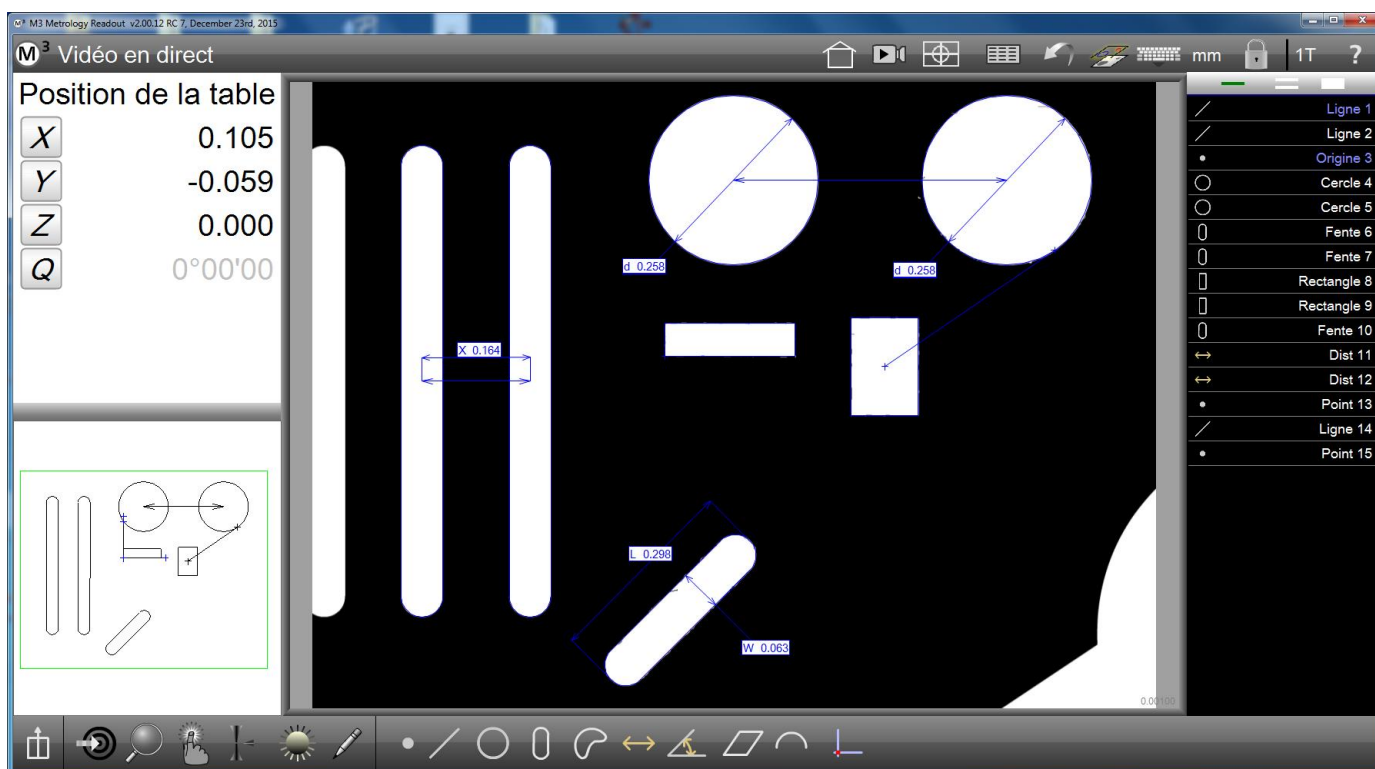 M³ M3 Metrology Readout v2.00.12 RC 7, December 23rd, 2015
M³ Vidéo en direct
mm
1T
?
Position de la table
X 0.105
Y -0.059
Z 0.000
Q 0°00'00
d 0.258
d 0.258
X 0.164
L 0.298
W 0.063
0.00100
Ligne 1
Ligne 2
Origine 3
Cercle 4
Cercle 5
Fente 6
Fente 7
Rectangle 8
Rectangle 9
Fente 10
Dist 11
Dist 12
Point 13
Ligne 14
Point 15